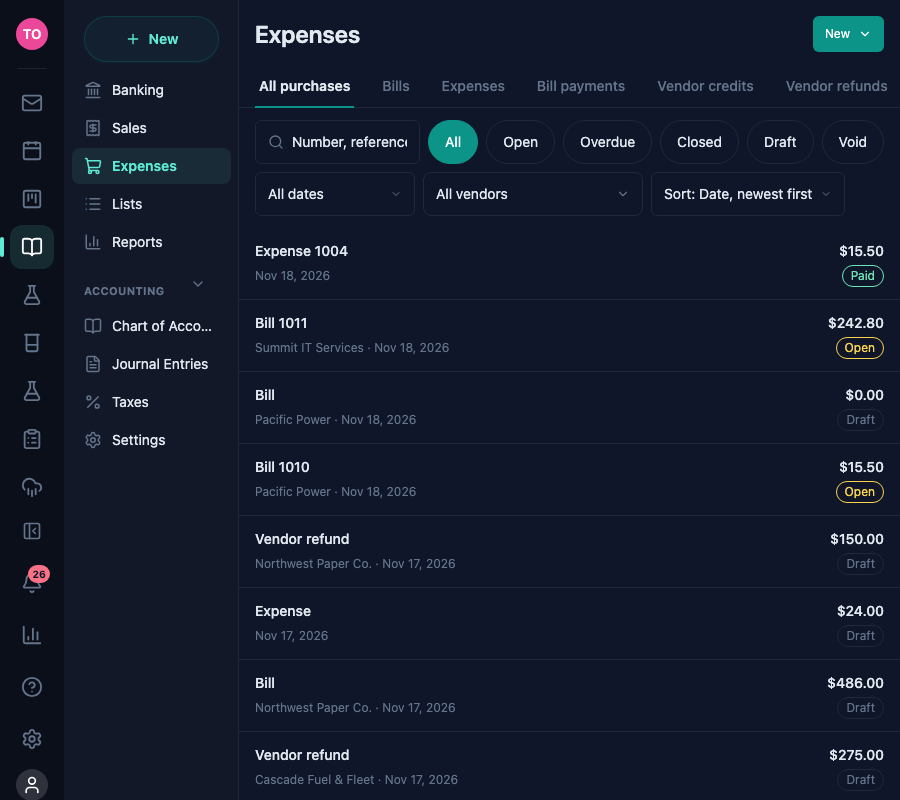 TO
26
New
Banking
Sales
Expenses
Lists
Reports
ACCOUNTING
Chart of Acco...
Journal Entries
Taxes
Settings
Expenses
New
All purchases Bills Expenses Bill payments Vendor credits Vendor refunds
Number, reference All Open Overdue Closed Draft Void
All dates All vendors Sort: Date, newest first
Expense 1004 $15.50
Nov 18, 2026 Paid
Bill 1011 $242.80
Summit IT Services · Nov 18, 2026 Open
Bill $0.00
Pacific Power · Nov 18, 2026 Draft
Bill 1010 $15.50
Pacific Power · Nov 18, 2026 Open
Vendor refund $150.00
Northwest Paper Co. · Nov 17, 2026 Draft
Expense $24.00
Nov 17, 2026 Draft
Bill $486.00
Northwest Paper Co. · Nov 17, 2026 Draft
Vendor refund $275.00
Cascade Fuel & Fleet · Nov 17, 2026 Draft